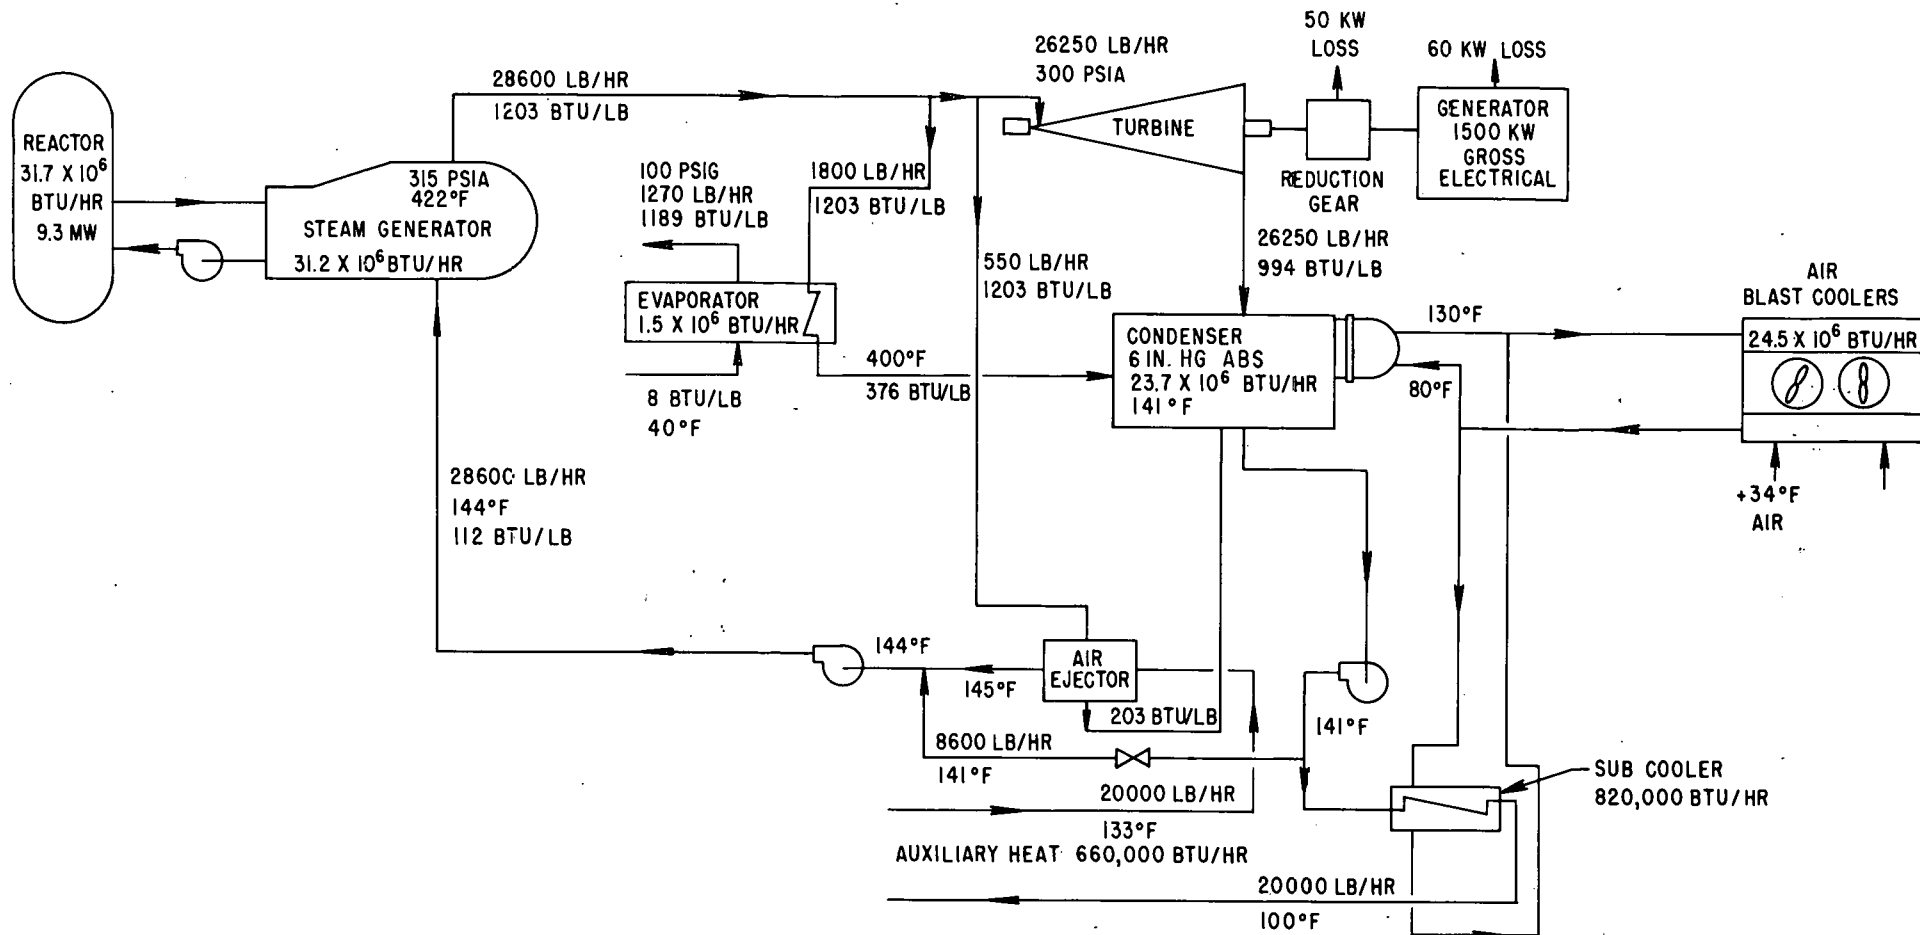 REACTOR
31.7 X 10⁶
BTU/HR
9.3 MW
315 PSIA
422°F
STEAM GENERATOR
31.2 X 10⁶ BTU/HR
28600 LB/HR
1203 BTU/LB
100 PSIG
1270 LB/HR
1189 BTU/LB
1800 LB/HR
1203 BTU/LB
EVAPORATOR
1.5 X 10⁶ BTU/HR
8 BTU/LB
40°F
400°F
376 BTU/LB
550 LB/HR
1203 BTU/LB
26250 LB/HR
300 PSIA
TURBINE
50 KW
LOSS
REDUCTION
GEAR
60 KW LOSS
GENERATOR
1500 KW
GROSS
ELECTRICAL
26250 LB/HR
994 BTU/LB
CONDENSER
6 IN. HG ABS
23.7 X 10⁶ BTU/HR
141°F
130°F
80°F
AIR
BLAST COOLERS
24.5 X 10⁶ BTU/HR
+34°F
AIR
28600 LB/HR
144°F
112 BTU/LB
144°F
145°F
AIR
EJECTOR
203 BTU/LB
8600 LB/HR
141°F
141°F
20000 LB/HR
133°F
AUXILIARY HEAT 660,000 BTU/HR
SUB COOLER
820,000 BTU/HR
20000 LB/HR
100°F